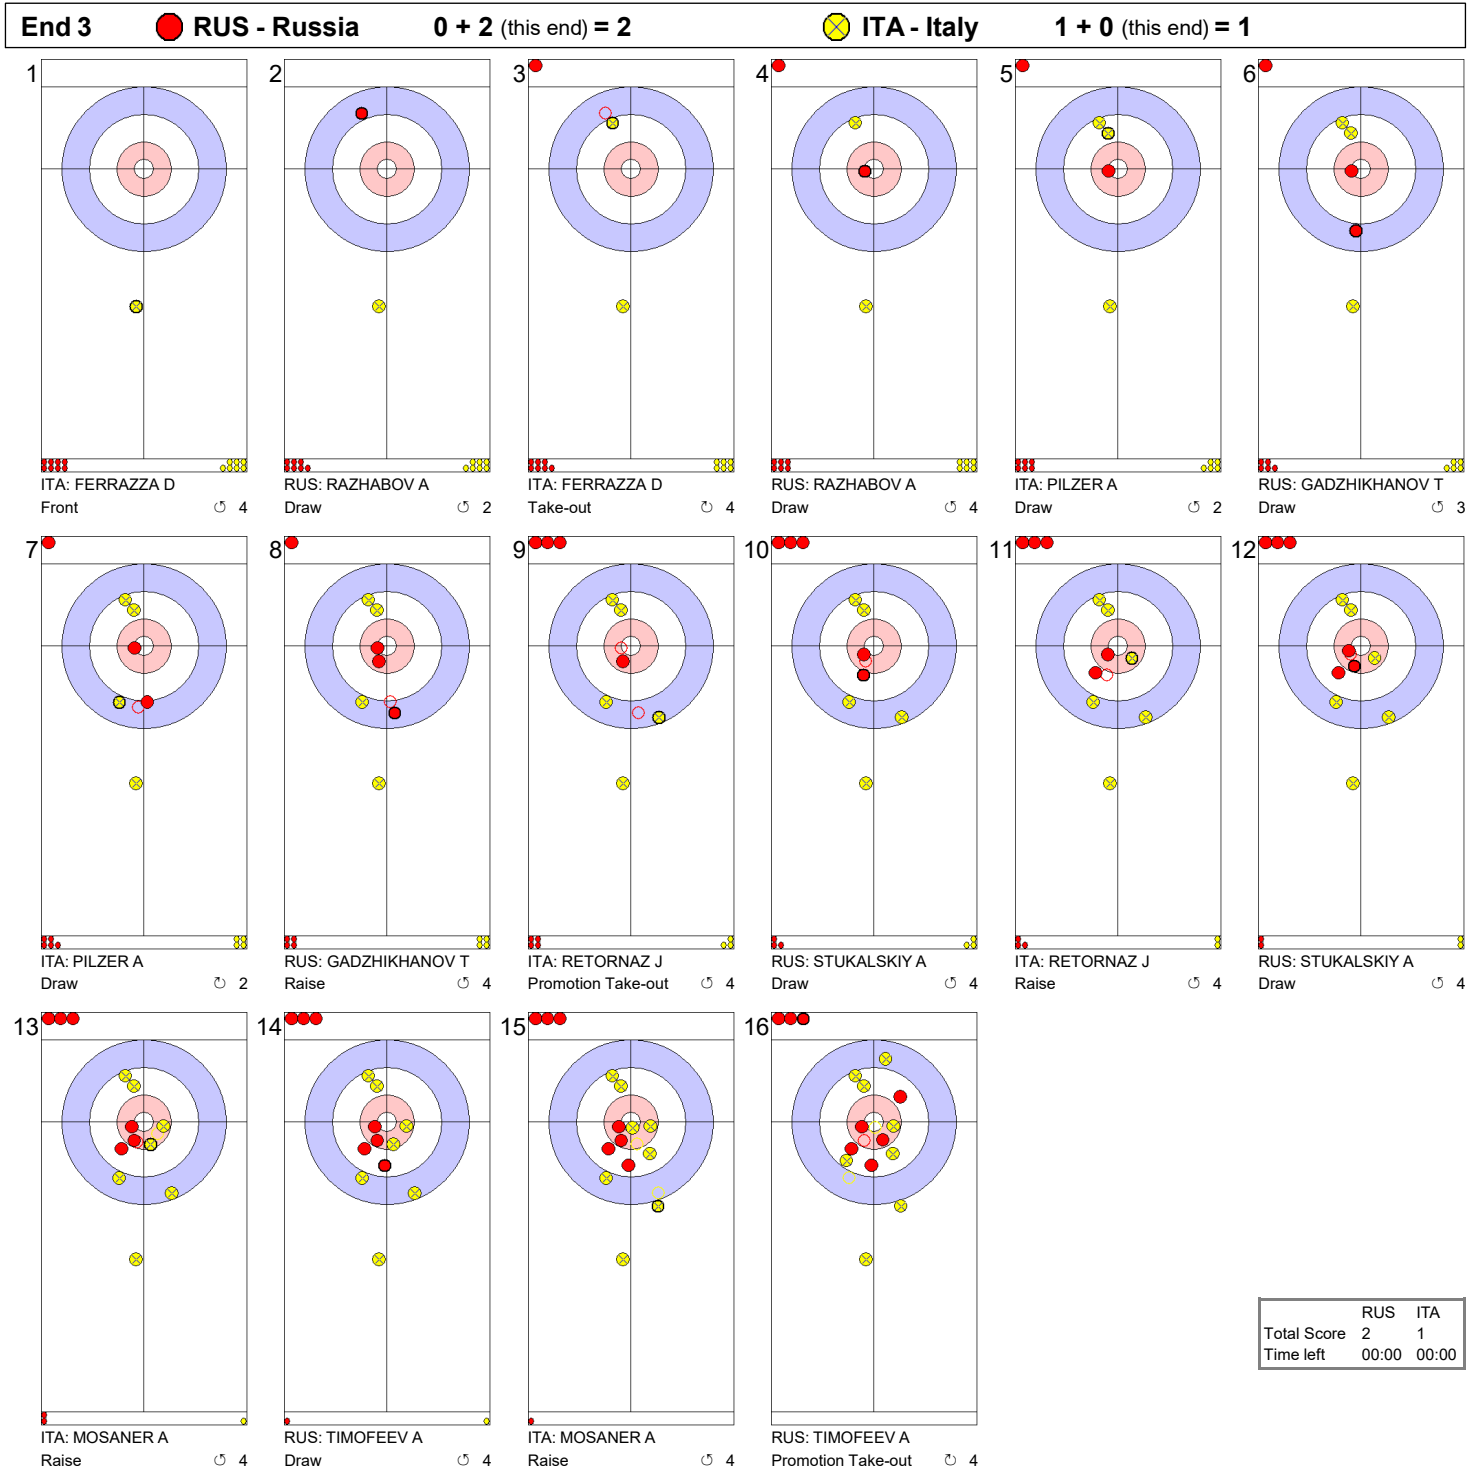 End 3 RUS - Russia 0 + 2 (this end) = 2 ITA - Italy 1 + 0 (this end) = 1
1 2 3 4 5 6
ITA: FERRAZZA D RUS: RAZHABOV A ITA: FERRAZZA D RUS: RAZHABOV A ITA: PILZER A RUS: GADZHIKHANOV T
Front ↺ 4 Draw ↺ 2 Take-out ↻ 4 Draw ↺ 4 Draw ↺ 2 Draw ↺ 3
7 8 9 10 11 12
ITA: PILZER A RUS: GADZHIKHANOV T ITA: RETORNAZ J RUS: STUKALSKIY A ITA: RETORNAZ J RUS: STUKALSKIY A
Draw ↻ 2 Raise ↺ 4 Promotion Take-out ↺ 4 Draw ↺ 4 Raise ↺ 4 Draw ↺ 4
13 14 15 16
ITA: MOSANER A RUS: TIMOFEEV A ITA: MOSANER A RUS: TIMOFEEV A
Raise ↺ 4 Draw ↺ 4 Raise ↺ 4 Promotion Take-out ↻ 4
RUS ITA
Total Score 2 1
Time left 00:00 00:00